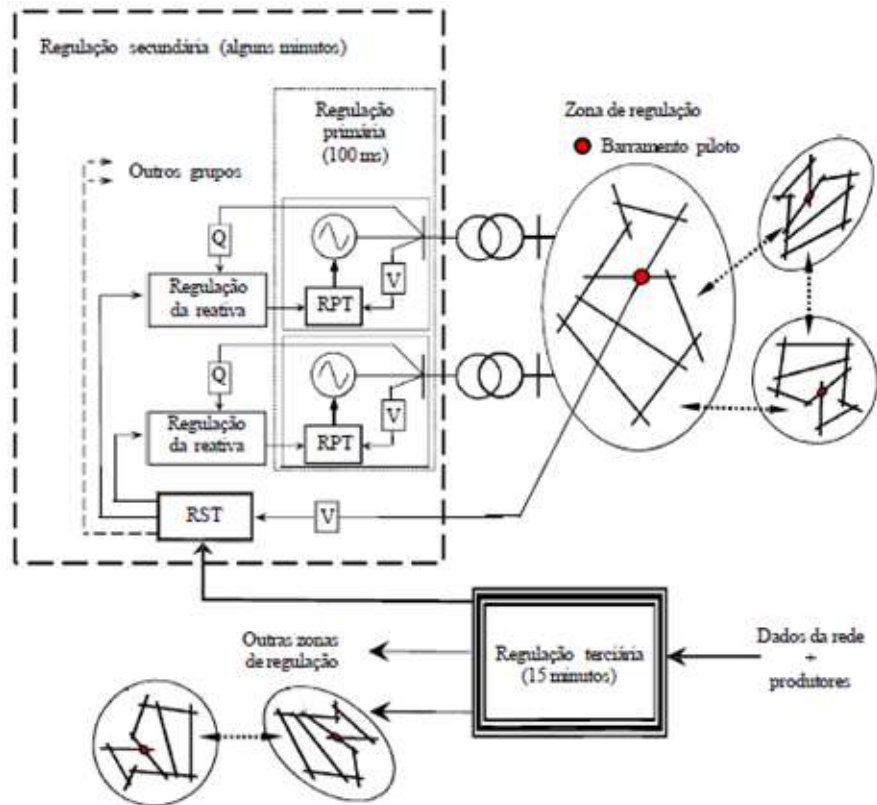 Regulação secundária (alguns minutos)
Regulação
primária
(100 ms)
Zona de regulação
Barramento piloto
Outros grupos
Q
V
Regulação
da reativa
RPT
Q
V
Regulação
da reativa
RPT
RST
V
Outras zonas
de regulação
Regulação terciária
(15 minutos)
Dados da rede
+
produtores